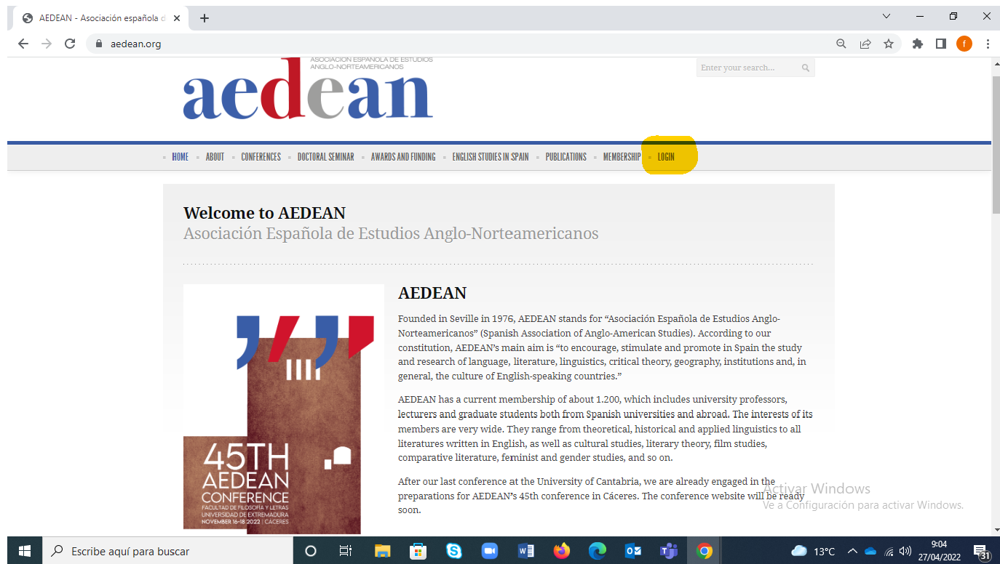 AEDEAN - Asociación española d
aedean.org
f
ASOCIACIÓN ESPAÑOLA DE ESTUDIOS
ANGLO-NORTEAMERICANOS
aedean
Enter your search...
HOME ABOUT CONFERENCES DOCTORAL SEMINAR AWARDS AND FUNDING ENGLISH STUDIES IN SPAIN PUBLICATIONS MEMBERSHIP LOGIN
Welcome to AEDEAN
Asociación Española de Estudios Anglo-Norteamericanos
45TH
AEDEAN
CONFERENCE
FACULTAD DE FILOSOFÍA Y LETRAS
UNIVERSIDAD DE EXTREMADURA
NOVEMBER 16-18 2022 | CÁCERES
AEDEAN
Founded in Seville in 1976, AEDEAN stands for “Asociación Española de Estudios Anglo-
Norteamericanos” (Spanish Association of Anglo-American Studies). According to our
constitution, AEDEAN’s main aim is “to encourage, stimulate and promote in Spain the study
and research of language, literature, linguistics, critical theory, geography, institutions and, in
general, the culture of English-speaking countries.”
AEDEAN has a current membership of about 1.200, which includes university professors,
lecturers and graduate students both from Spanish universities and abroad. The interests of its
members are very wide. They range from theoretical, historical and applied linguistics to all
literatures written in English, as well as cultural studies, literary theory, film studies,
comparative literature, feminist and gender studies, and so on.
After our last conference at the University of Cantabria, we are already engaged in the
preparations for AEDEAN’s 45th conference in Cáceres. The conference website will be ready
soon.
Activar Windows
Ve a Configuración para activar Windows.
Escribe aquí para buscar
13°C
9:04
27/04/2022
31